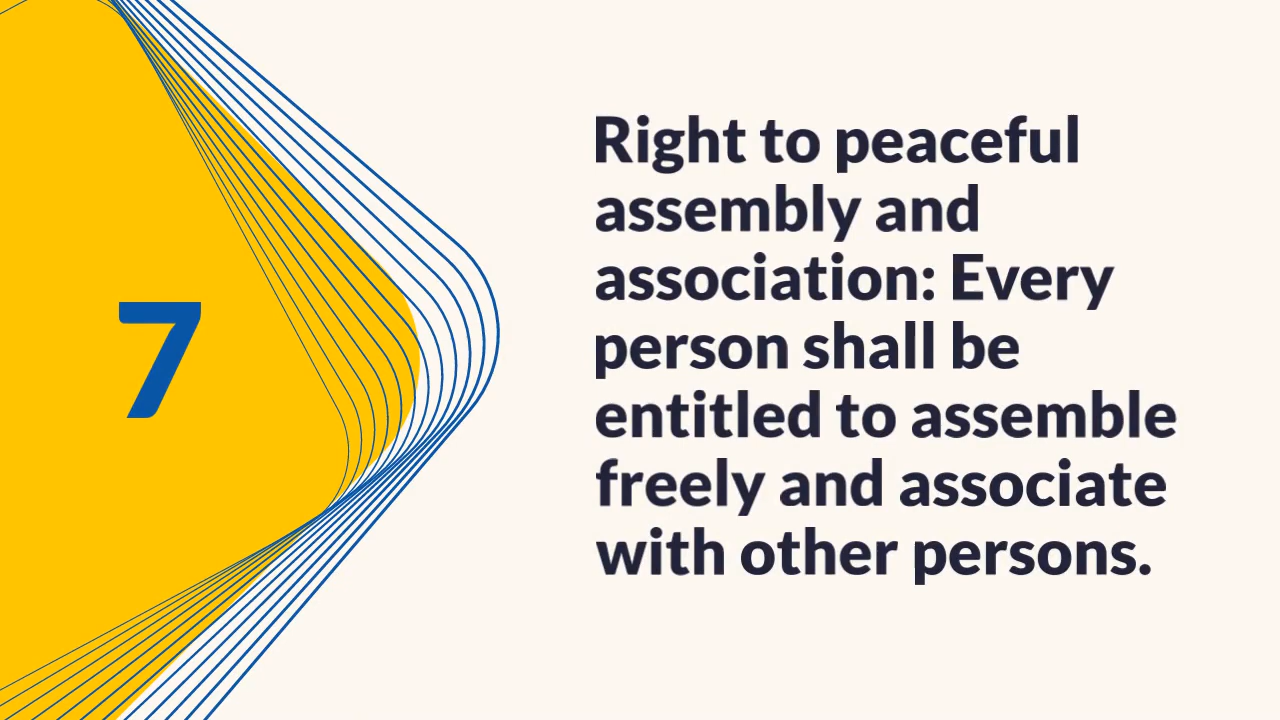 7
Right to peaceful
assembly and
association: Every
person shall be
entitled to assemble
freely and associate
with other persons.